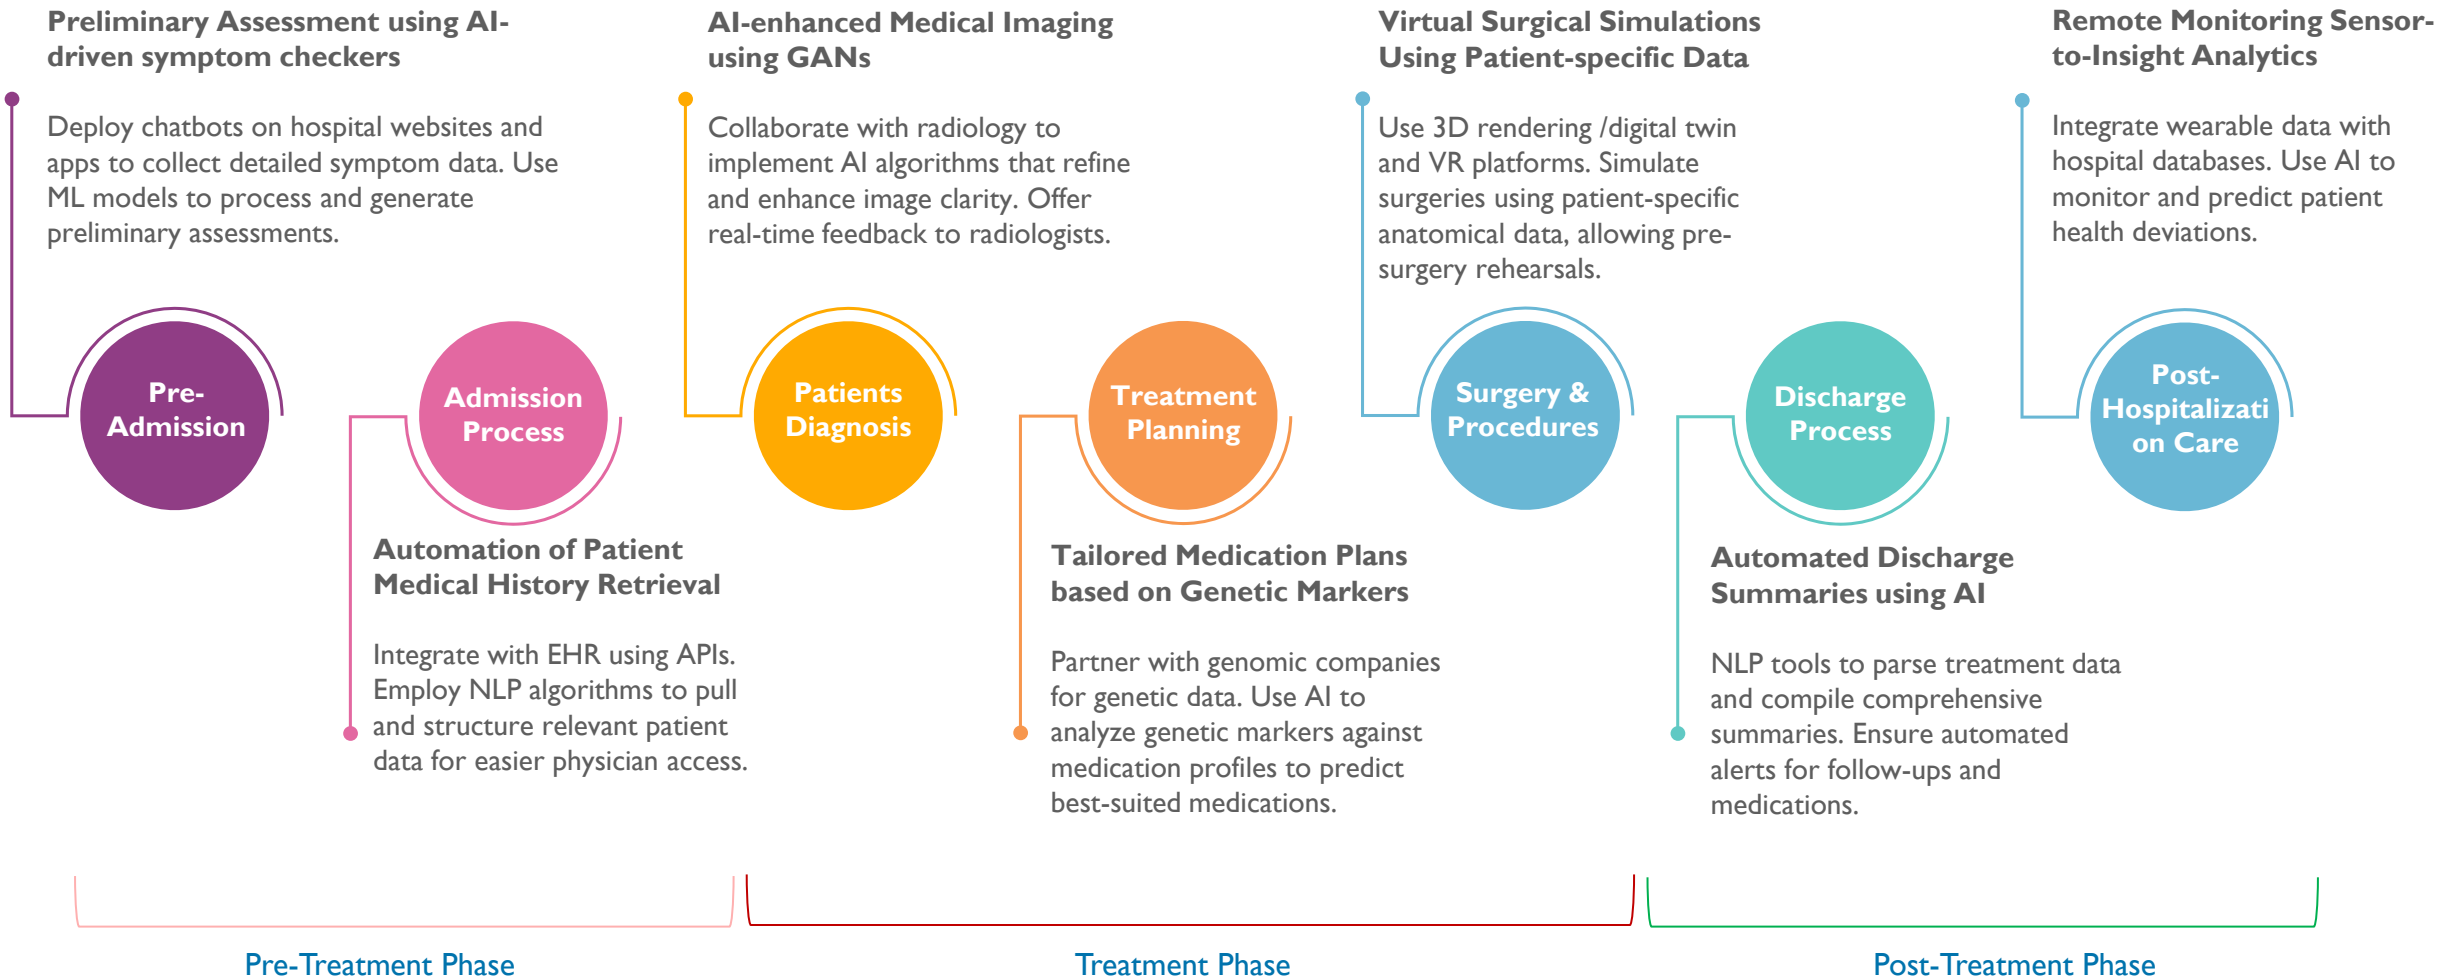 Preliminary Assessment using AI-
driven symptom checkers
Deploy chatbots on hospital websites and
apps to collect detailed symptom data. Use
ML models to process and generate
preliminary assessments.
Pre-
Admission
Admission
Process
Automation of Patient
Medical History Retrieval
Integrate with EHR using APIs.
Employ NLP algorithms to pull
and structure relevant patient
data for easier physician access.
AI-enhanced Medical Imaging
using GANs
Collaborate with radiology to
implement AI algorithms that refine
and enhance image clarity. Offer
real-time feedback to radiologists.
Patients
Diagnosis
Treatment
Planning
Tailored Medication Plans
based on Genetic Markers
Partner with genomic companies
for genetic data. Use AI to
analyze genetic markers against
medication profiles to predict
best-suited medications.
Virtual Surgical Simulations
Using Patient-specific Data
Use 3D rendering /digital twin
and VR platforms. Simulate
surgeries using patient-specific
anatomical data, allowing pre-
surgery rehearsals.
Surgery &
Procedures
Discharge
Process
Automated Discharge
Summaries using AI
NLP tools to parse treatment data
and compile comprehensive
summaries. Ensure automated
alerts for follow-ups and
medications.
Remote Monitoring Sensor-
to-Insight Analytics
Integrate wearable data with
hospital databases. Use AI to
monitor and predict patient
health deviations.
Post-
Hospitalizati
on Care
Pre-Treatment Phase
Treatment Phase
Post-Treatment Phase